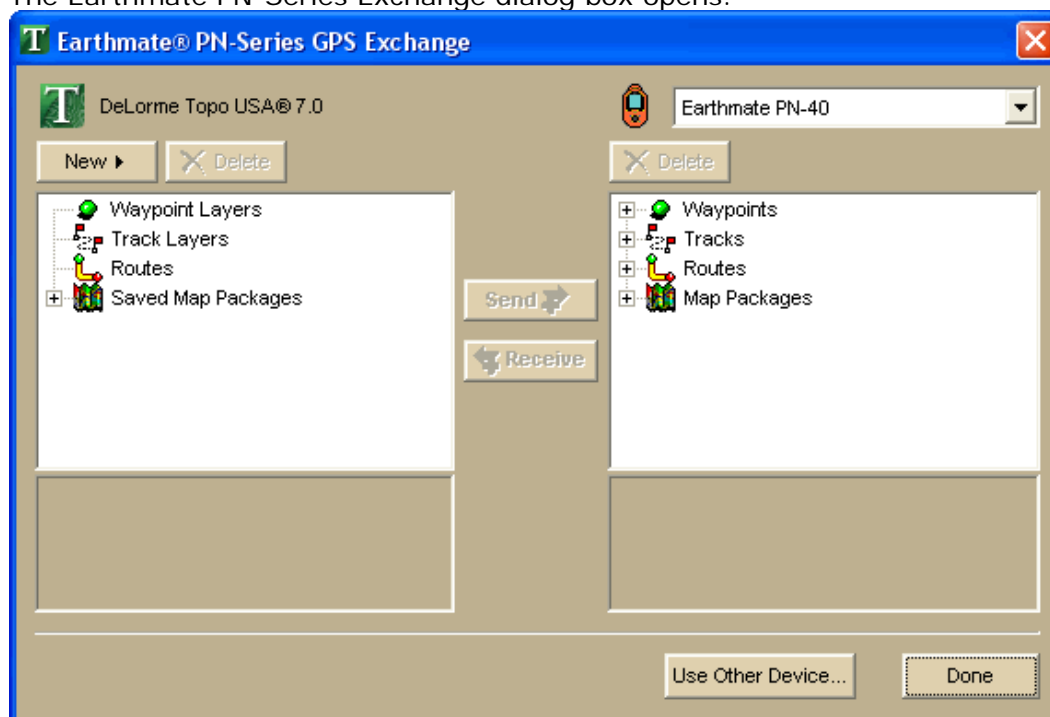 The Earthmate PN-Series Exchange dialog box opens.
T Earthmate® PN-Series GPS Exchange
T DeLorme Topo USA® 7.0
Earthmate PN-40
New
Delete
Delete
Waypoint Layers
Track Layers
Routes
Saved Map Packages
Send
Receive
Waypoints
Tracks
Routes
Map Packages
Use Other Device...
Done